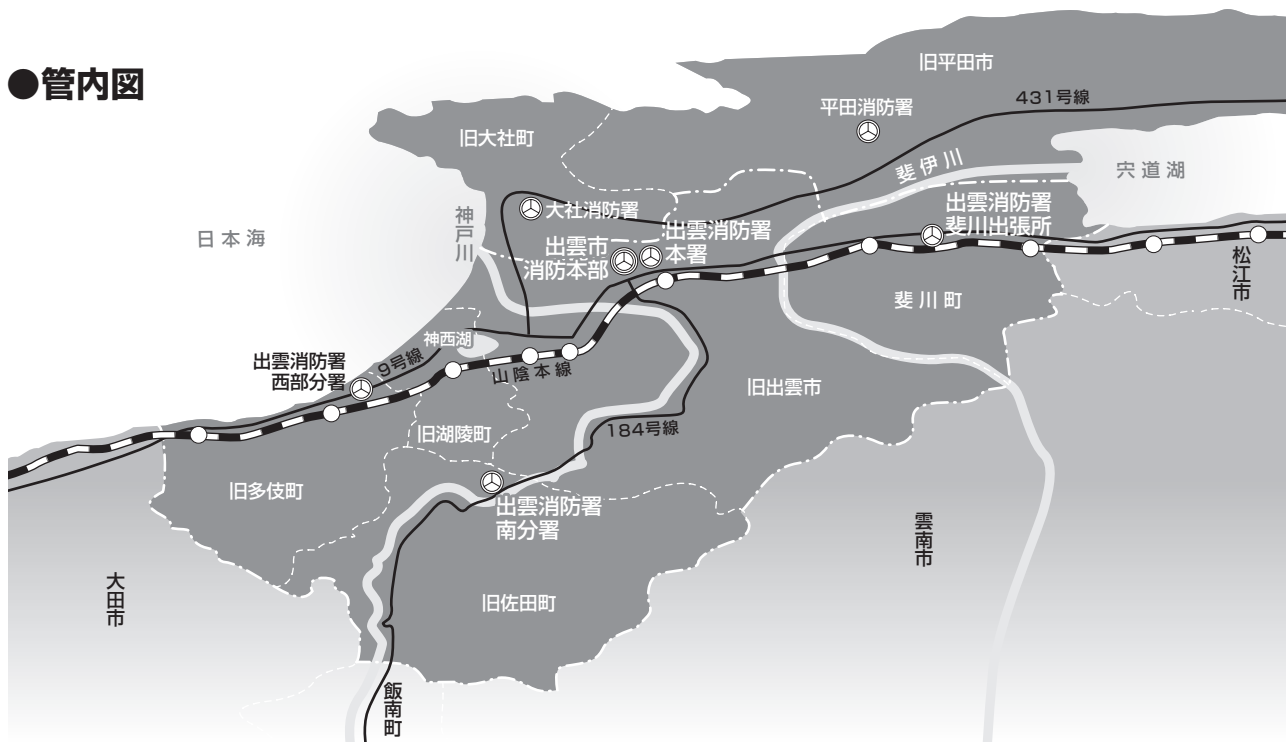 ●管内図
旧平田市
平田消防署
431号線
旧大社町
斐伊川
宍道湖
大社消防署
出雲消防署
斐川出張所
神戸川
日本海
出雲市
消防本部
出雲消防署
本署
松江市
斐川町
神西湖
9号線
出雲消防署
西部分署
山陰本線
旧出雲市
旧湖陵町
184号線
旧多伎町
出雲消防署
南分署
雲南市
大田市
旧佐田町
飯南町